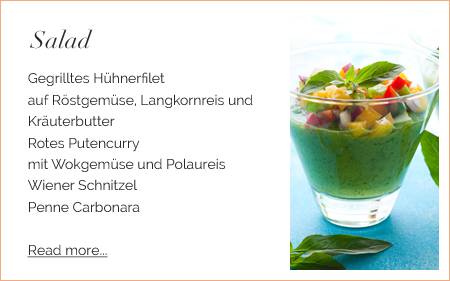 Salad
Gegrilltes Hühnerfilet
auf Röstgemüse, Langkornreis und
Kräuterbutter
Rotes Putencurry
mit Wokgemüse und Polaureis
Wiener Schnitzel
Penne Carbonara
Read more...